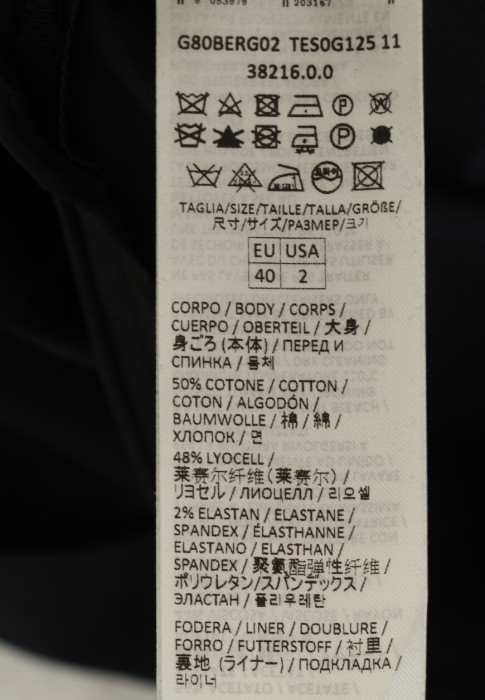 G80BERG02 TES0G125 11
38216.0.0
TAGLIA/SIZE/TAILLE/TALLA/GRÖßE/
尺寸/サイズ/РАЗМЕР/크기
EU USA
40 2
CORPO / BODY / CORPS /
CUERPO / OBERTEIL / 大身 /
身ごろ (本体) / ПЕРЕД И
СПИНКА / 몸체
50% COTONE / COTTON /
COTON / ALGODÓN /
BAUMWOLLE / 棉 / 綿 /
ХЛОПОК / 면
48% LYOCELL /
莱赛尔纤维(莱赛尔) /
リヨセル / ЛИОЦЕЛЛ / 리오셀
2% ELASTAN / ELASTANE /
SPANDEX / ÉLASTHANNE /
ELASTANO / ELASTHAN /
SPANDEX / 聚氨酯弹性纤维 /
ポリウレタン/スパンデックス /
ЭЛАСТАН / 폴리우레탄
FODERA / LINER / DOUBLURE /
FORRO / FUTTERSTOFF / 衬里 /
裏地 (ライナー) / ПОДКЛАДКА /
라이너